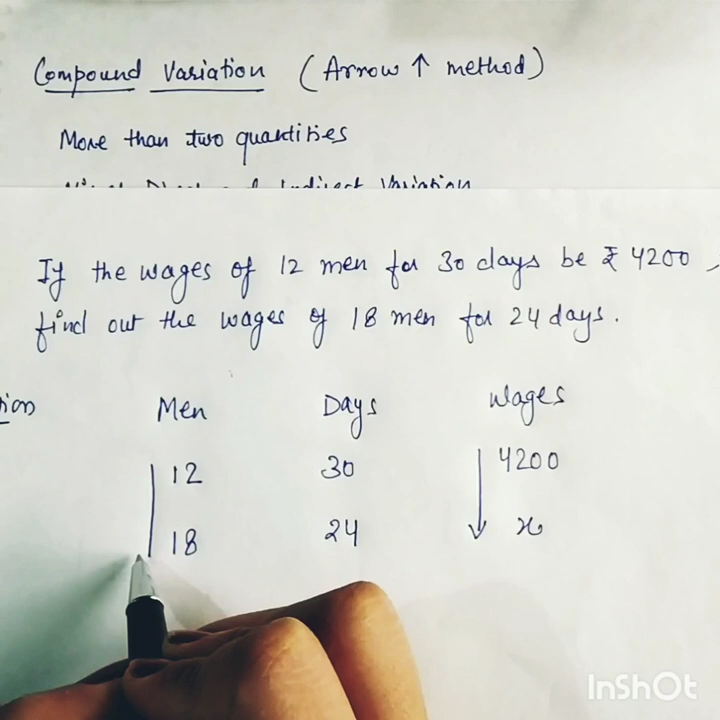 Compound Variation (Arrow ↑ method)
More than two quantities
Indirect Variation
If the wages of 12 men for 30 days be ₹ 4200,
find out the wages of 18 men for 24 days.
Men Days Wages
12 30 4200
18 24 x
InShOt